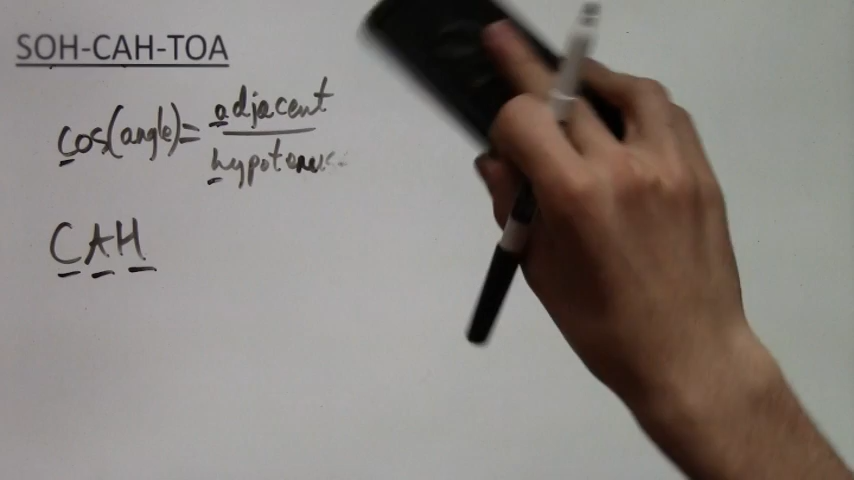 SOH-CAH-TOA
cos(angle)= adjacent
hypotenuse
CAH